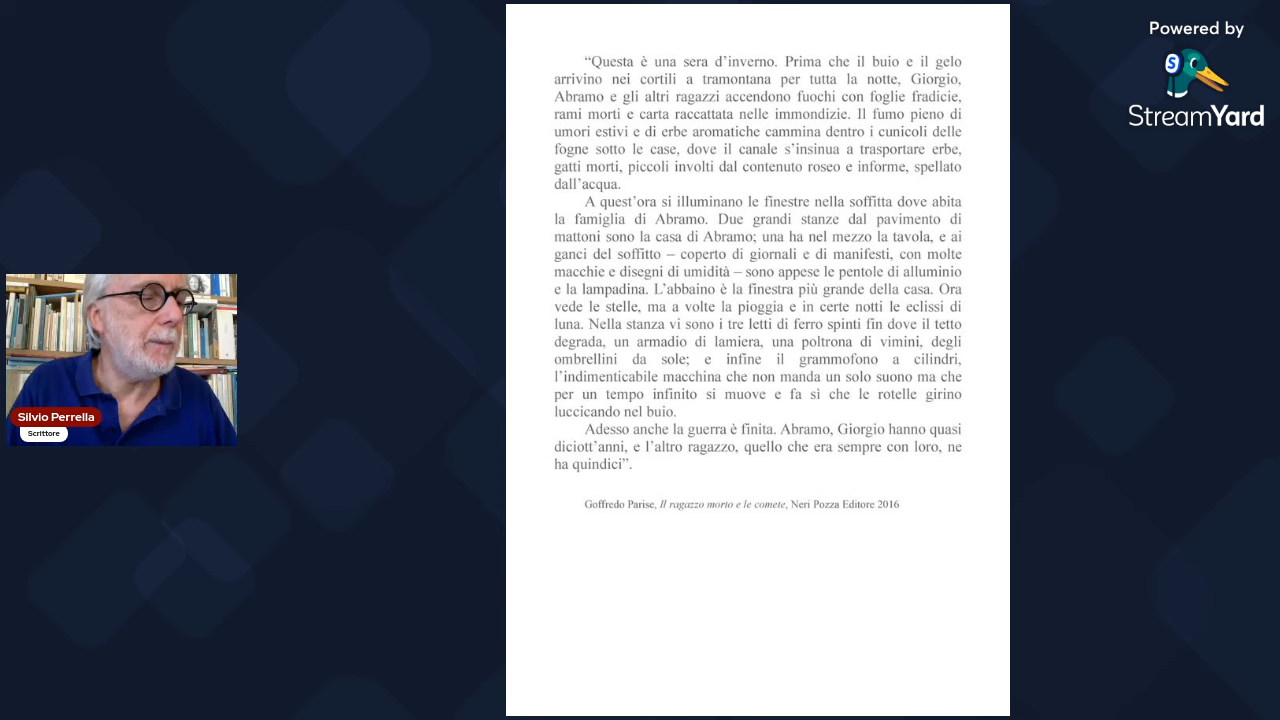 Powered by
S
StreamYard
“Questa è una sera d’inverno. Prima che il buio e il gelo
arrivino nei cortili a tramontana per tutta la notte, Giorgio,
Abramo e gli altri ragazzi accendono fuochi con foglie fradicie,
rami morti e carta raccattata nelle immondizie. Il fumo pieno di
umori estivi e di erbe aromatiche cammina dentro i cunicoli delle
fogne sotto le case, dove il canale s’insinua a trasportare erbe,
gatti morti, piccoli involti dal contenuto roseo e informe, spellato
dall’acqua.
A quest’ora si illuminano le finestre nella soffitta dove abita
la famiglia di Abramo. Due grandi stanze dal pavimento di
mattoni sono la casa di Abramo; una ha nel mezzo la tavola, e ai
ganci del soffitto – coperto di giornali e di manifesti, con molte
macchie e disegni di umidità – sono appese le pentole di alluminio
e la lampadina. L’abbaino è la finestra più grande della casa. Ora
vede le stelle, ma a volte la pioggia e in certe notti le eclissi di
luna. Nella stanza vi sono i tre letti di ferro spinti fin dove il tetto
degrada, un armadio di lamiera, una poltrona di vimini, degli
ombrellini da sole; e infine il grammofono a cilindri,
l’indimenticabile macchina che non manda un solo suono ma che
per un tempo infinito si muove e fa sì che le rotelle girino
luccicando nel buio.
Adesso anche la guerra è finita. Abramo, Giorgio hanno quasi
diciott’anni, e l’altro ragazzo, quello che era sempre con loro, ne
ha quindici”.
Goffredo Parise, Il ragazzo morto e le comete, Neri Pozza Editore 2016
Silvio Perrella
Scrittore